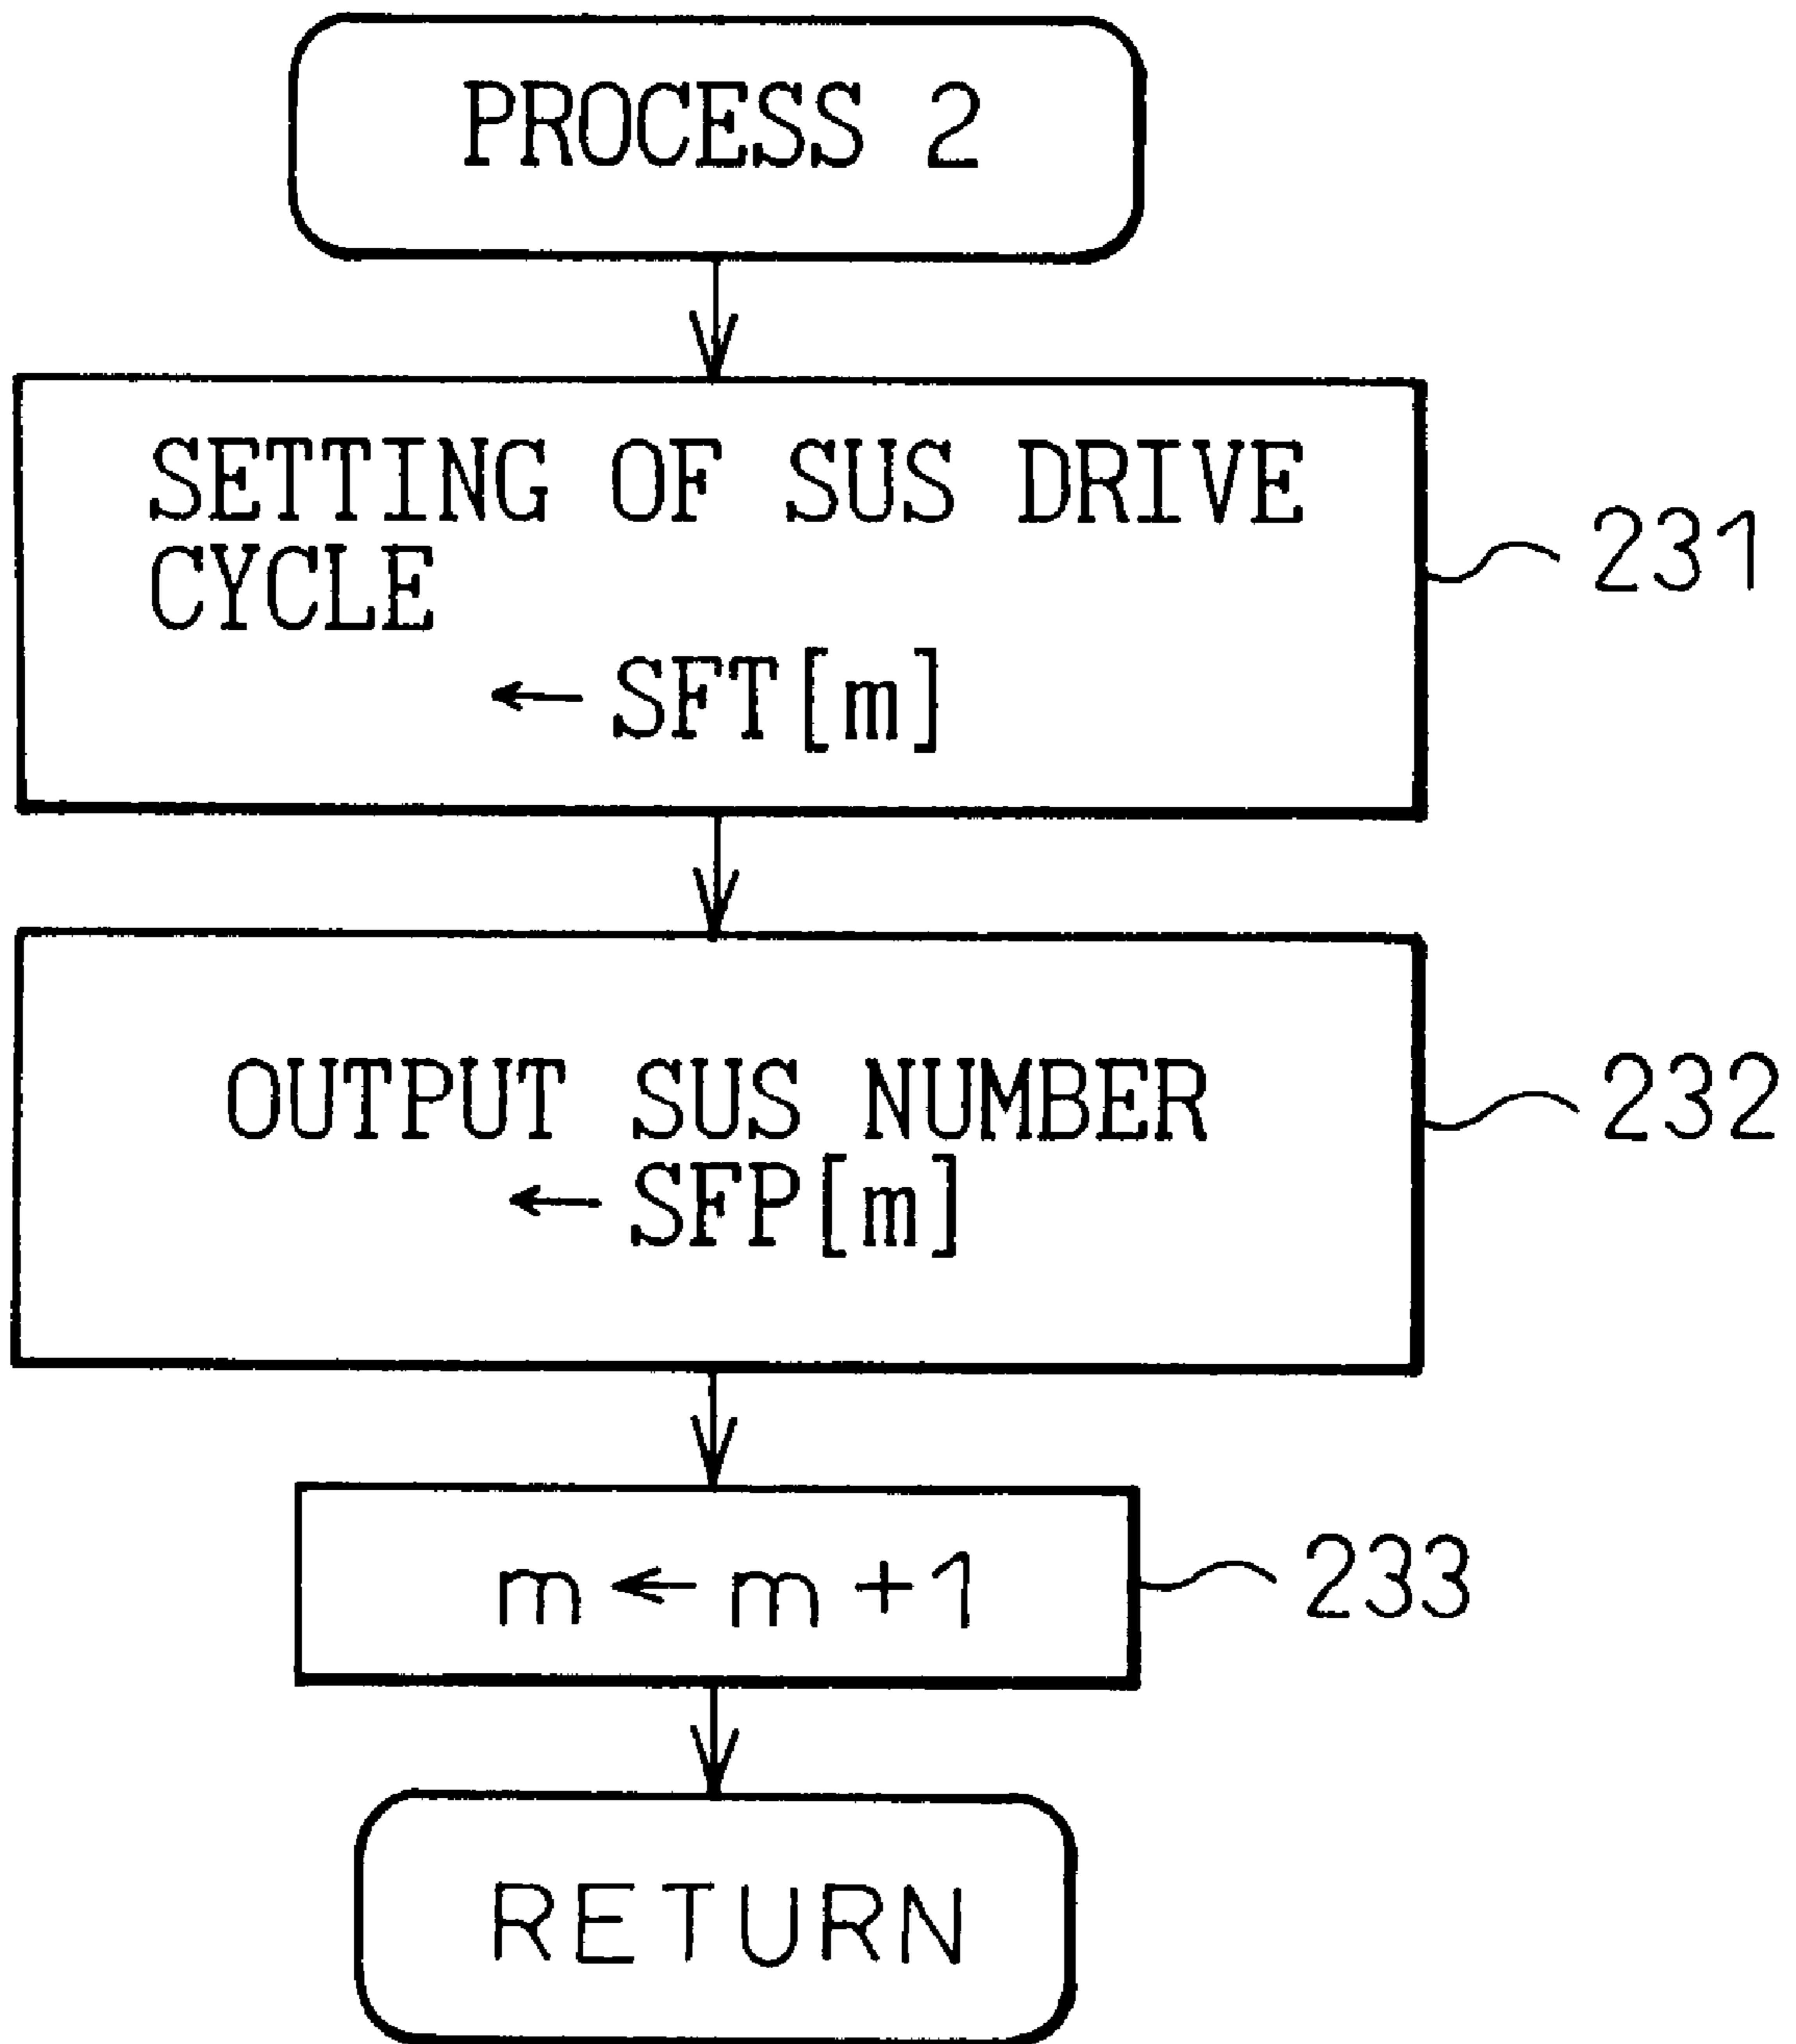 PROCESS 2
SETTING OF SUS DRIVE
CYCLE
← SFT[m]
231
OUTPUT SUS NUMBER
← SFP[m]
232
m ← m + 1
233
RETURN